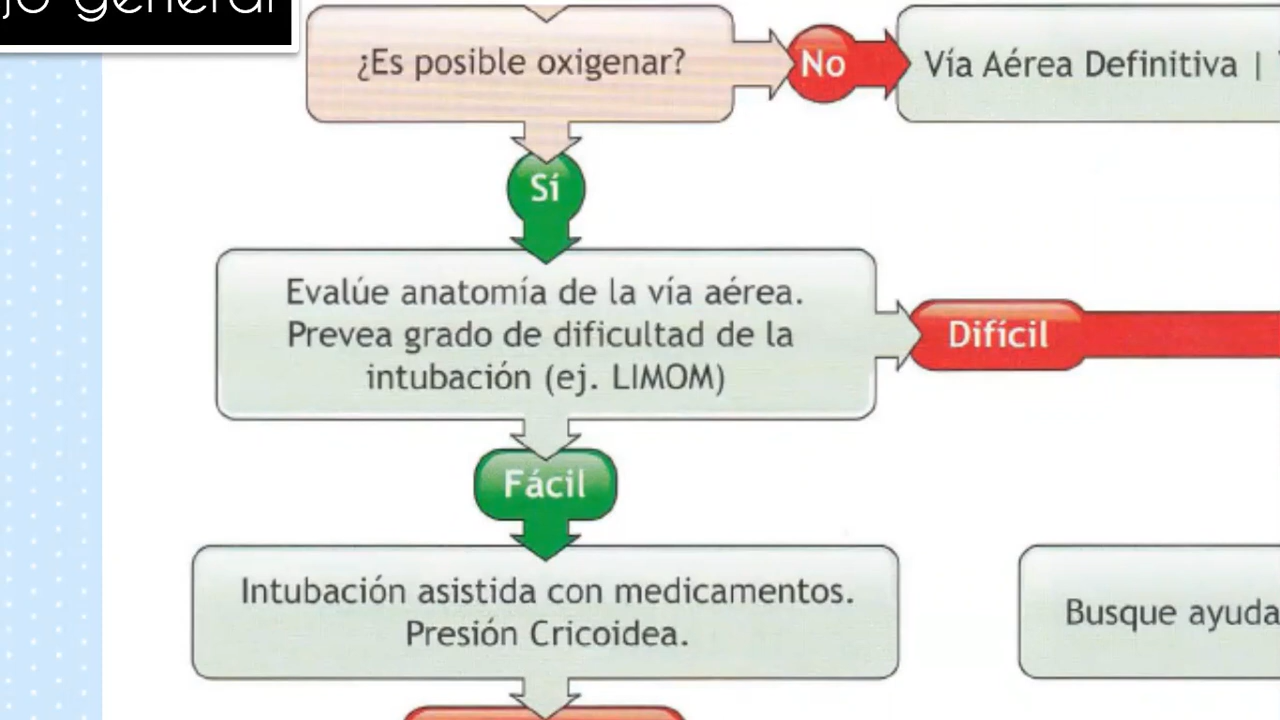 general
¿Es posible oxigenar?
No
Vía Aérea Definitiva |
Sí
Evalúe anatomía de la vía aérea.
Prevea grado de dificultad de la
intubación (ej. LIMOM)
Difícil
Fácil
Intubación asistida con medicamentos.
Presión Cricoidea.
Busque ayuda